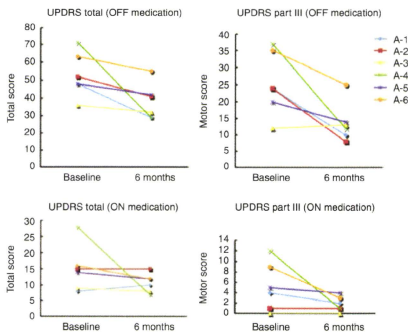 UPDRS total (OFF medication)
Total score
80
70
60
50
40
30
20
10
0
Baseline 6 months
UPDRS part III (OFF medication)
Motor score
40
35
30
25
20
15
10
5
0
Baseline 6 months
A-1
A-2
A-3
A-4
A-5
A-6
UPDRS total (ON medication)
Total score
30
25
20
15
10
5
0
Baseline 6 months
UPDRS part III (ON medication)
Motor score
14
12
10
8
6
4
2
0
Baseline 6 months